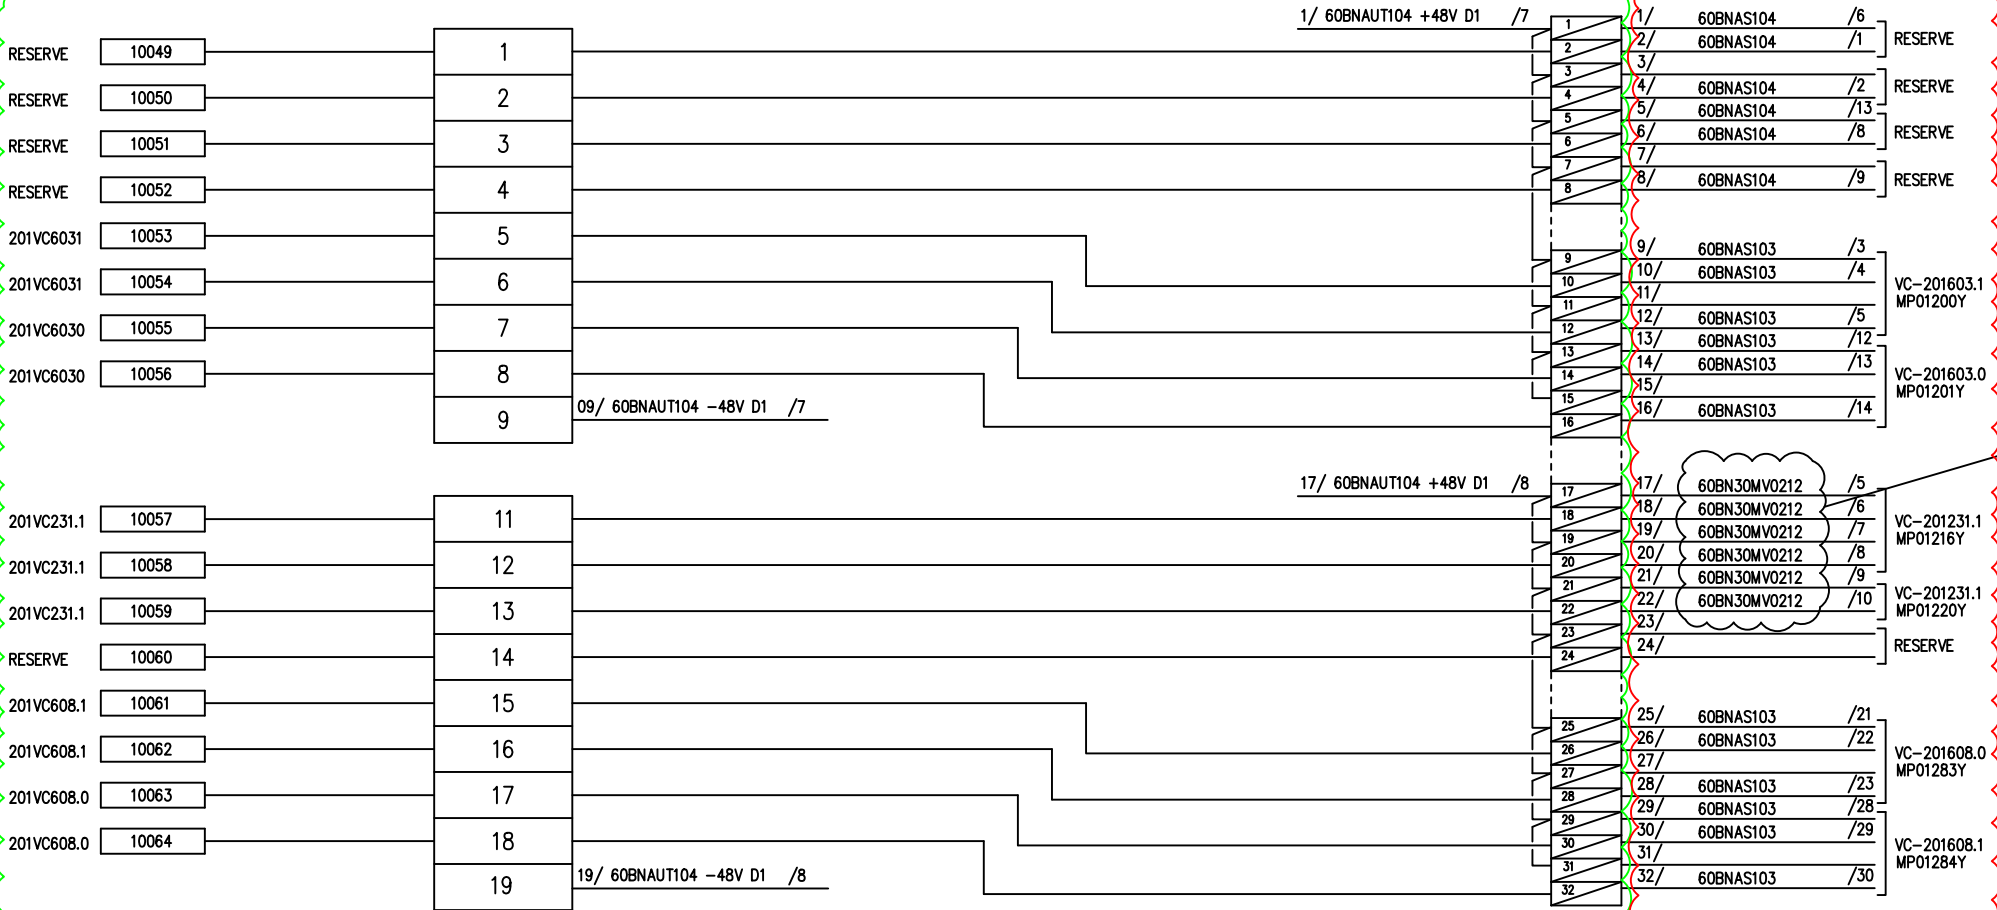 1/ 60BNAUT104 +48V D1 /7
RESERVE 10049 1
RESERVE 10050 2
RESERVE 10051 3
RESERVE 10052 4
201VC6031 10053 5
201VC6031 10054 6
201VC6030 10055 7
201VC6030 10056 8
9 09/ 60BNAUT104 -48V D1 /7
1 1/ 60BNAS104 /6
2 2/ 60BNAS104 /1
RESERVE
3 3/
4 4/ 60BNAS104 /2
RESERVE
5 5/ 60BNAS104 /13
6 6/ 60BNAS104 /8
RESERVE
7 7/
8 8/ 60BNAS104 /9
RESERVE
9 9/ 60BNAS103 /3
10 10/ 60BNAS103 /4
11 11/
12 12/ 60BNAS103 /5
VC-201603.1
MP01200Y
13 13/ 60BNAS103 /12
14 14/ 60BNAS103 /13
15 15/
16 16/ 60BNAS103 /14
VC-201603.0
MP01201Y
17/ 60BNAUT104 +48V D1 /8
201VC231.1 10057 11
201VC231.1 10058 12
201VC231.1 10059 13
RESERVE 10060 14
201VC608.1 10061 15
201VC608.1 10062 16
201VC608.0 10063 17
201VC608.0 10064 18
19 19/ 60BNAUT104 -48V D1 /8
17 17/ 60BN30MV0212 /5
18 18/ 60BN30MV0212 /6
19 19/ 60BN30MV0212 /7
20 20/ 60BN30MV0212 /8
VC-201231.1
MP01216Y
21 21/ 60BN30MV0212 /9
22 22/ 60BN30MV0212 /10
VC-201231.1
MP01220Y
23 23/
24 24/
RESERVE
25 25/ 60BNAS103 /21
26 26/ 60BNAS103 /22
27 27/
28 28/ 60BNAS103 /23
VC-201608.0
MP01283Y
29 29/ 60BNAS103 /28
30 30/ 60BNAS103 /29
31 31/
32 32/ 60BNAS103 /30
VC-201608.1
MP01284Y